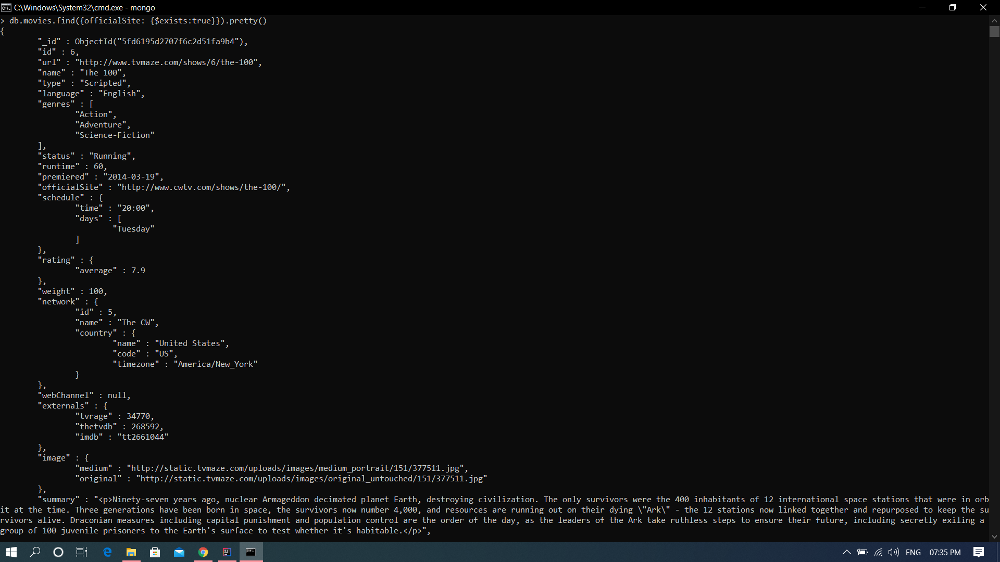 C:\Windows\System32\cmd.exe - mongo
> db.movies.find({officialSite: {$exists:true}}).pretty()
{
"_id" : ObjectId("5fd6195d2707f6c2d51fa9b4"),
"id" : 6,
"url" : "http://www.tvmaze.com/shows/6/the-100",
"name" : "The 100",
"type" : "Scripted",
"language" : "English",
"genres" : [
"Action",
"Adventure",
"Science-Fiction"
],
"status" : "Running",
"runtime" : 60,
"premiered" : "2014-03-19",
"officialSite" : "http://www.cwtv.com/shows/the-100/",
"schedule" : {
"time" : "20:00",
"days" : [
"Tuesday"
]
},
"rating" : {
"average" : 7.9
},
"weight" : 100,
"network" : {
"id" : 5,
"name" : "The CW",
"country" : {
"name" : "United States",
"code" : "US",
"timezone" : "America/New_York"
}
},
"webChannel" : null,
"externals" : {
"tvrage" : 34770,
"thetvdb" : 268592,
"imdb" : "tt2661044"
},
"image" : {
"medium" : "http://static.tvmaze.com/uploads/images/medium_portrait/151/377511.jpg",
"original" : "http://static.tvmaze.com/uploads/images/original_untouched/151/377511.jpg"
},
"summary" : "<p>Ninety-seven years ago, nuclear Armageddon decimated planet Earth, destroying civilization. The only survivors were the 400 inhabitants of 12 international space stations that were in orb
it at the time. Three generations have been born in space, the survivors now number 4,000, and resources are running out on their dying \"Ark\" - the 12 stations now linked together and repurposed to keep the su
rvivors alive. Draconian measures including capital punishment and population control are the order of the day, as the leaders of the Ark take ruthless steps to ensure their future, including secretly exiling a
group of 100 juvenile prisoners to the Earth's surface to test whether it's habitable.</p>",
ENG 07:35 PM